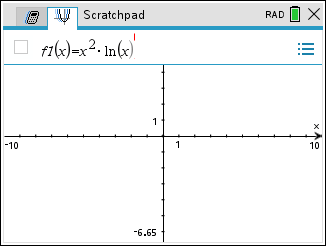 Scratchpad RAD
f1(x)=x²·ln(x)
1
x
-10 1 10
-6.65